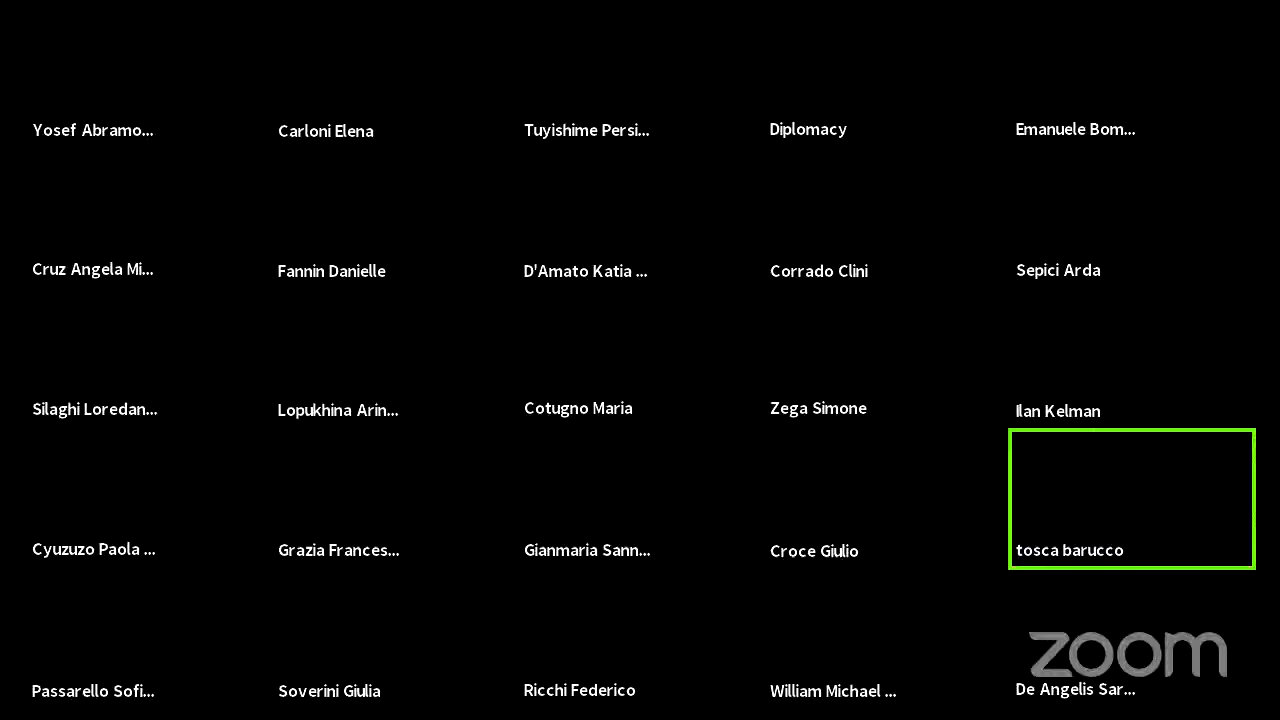 Yosef Abramo...
Carloni Elena
Tuyishime Persi...
Diplomacy
Emanuele Bom...
Cruz Angela Mi...
Fannin Danielle
D'Amato Katia ...
Corrado Clini
Sepici Arda
Silaghi Loredan...
Lopukhina Arin...
Cotugno Maria
Zega Simone
Ilan Kelman
Cyuzuzo Paola ...
Grazia Frances...
Gianmaria Sann...
Croce Giulio
tosca barucco
zoom
Passarello Sofi...
Soverini Giulia
Ricchi Federico
William Michael ...
De Angelis Sar...